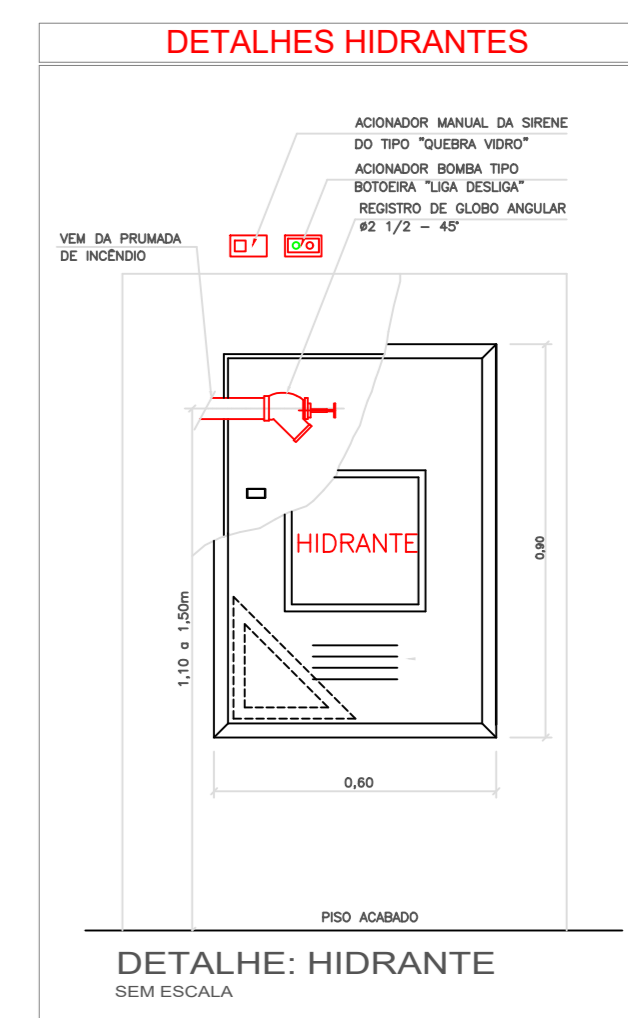 DETALHES HIDRANTES
ACIONADOR MANUAL DA SIRENE
DO TIPO "QUEBRA VIDRO"
ACIONADOR BOMBA TIPO
BOTOEIRA "LIGA DESLIGA"
REGISTRO DE GLOBO ANGULAR
ø2 1/2 – 45°
VEM DA PRUMADA
DE INCÊNDIO
HIDRANTE
0,90
1,10 a 1,50m
0,60
PISO ACABADO
DETALHE: HIDRANTE
SEM ESCALA